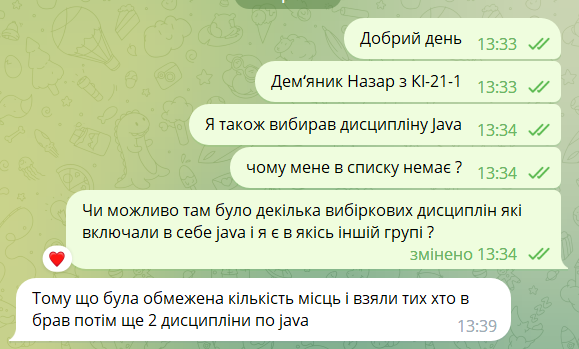 Добрий день 13:33
Дем‘яник Назар з КІ-21-1 13:33
Я також вибирав дисципліну Java 13:34
чому мене в списку немає ? 13:34
Чи можливо там було декілька вибіркових дисциплін які
включали в себе java і я є в якісь іншій групі ?
змінено 13:34
Тому що була обмежена кількість місць і взяли тих хто в
брав потім ще 2 дисципліни по java 13:39